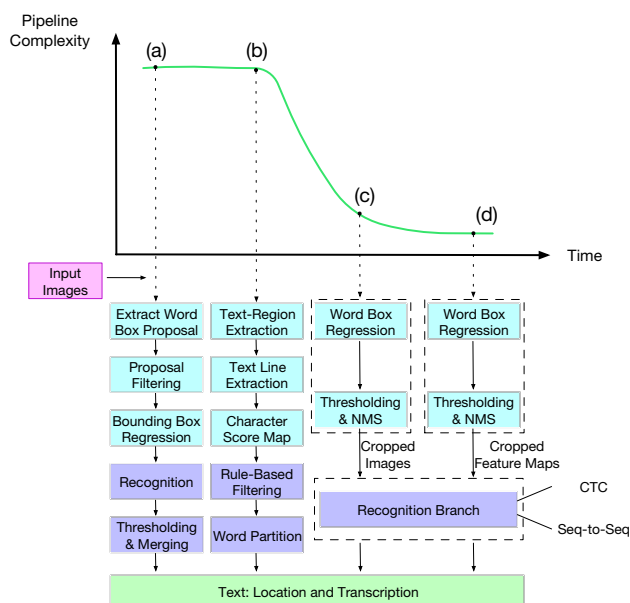 Pipeline
Complexity
(a)
(b)
(c)
(d)
Time
Input
Images
Extract Word
Box Proposal
Text-Region
Extraction
Word Box
Regression
Word Box
Regression
Proposal
Filtering
Text Line
Extraction
Thresholding
& NMS
Thresholding
& NMS
Bounding Box
Regression
Character
Score Map
Cropped
Images
Cropped
Feature Maps
Recognition
Rule-Based
Filtering
Recognition Branch
CTC
Seq-to-Seq
Thresholding
& Merging
Word Partition
Text: Location and Transcription